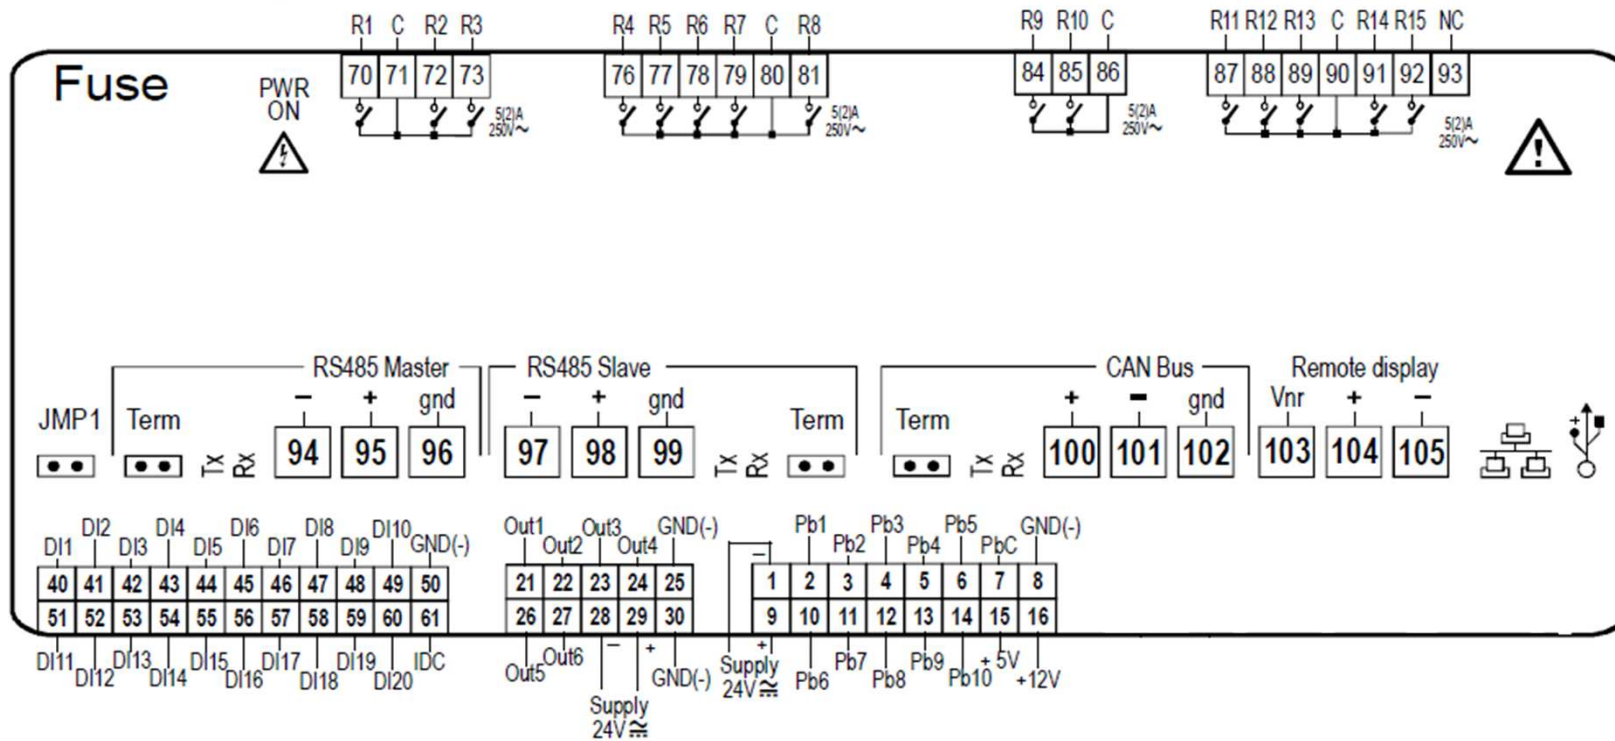 R1 C R2 R3 R4 R5 R6 R7 C R8 R9 R10 C R11 R12 R13 C R14 R15 NC
Fuse
PWR
ON
70 71 72 73 76 77 78 79 80 81 84 85 86 87 88 89 90 91 92 93
5(2)A
250V~
5(2)A
250V~
5(2)A
250V~
5(2)A
250V~
!
RS485 Master RS485 Slave CAN Bus Remote display
JMP1 Term − + gnd − + gnd Term Term + − gnd Vnr + −
Tx Rx 94 95 96 97 98 99 Tx Rx Tx Rx 100 101 102 103 104 105
DI1 DI2 DI3 DI4 DI5 DI6 DI7 DI8 DI9 DI10 GND(-)
40 41 42 43 44 45 46 47 48 49 50
51 52 53 54 55 56 57 58 59 60 61
DI11 DI12 DI13 DI14 DI15 DI16 DI17 DI18 DI19 DI20 IDC
Out1 Out2 Out3 Out4 GND(-)
21 22 23 24 25
26 27 28 29 30
Out5 Out6 − + GND(-)
Supply
24V≂
− Pb1 Pb2 Pb3 Pb4 Pb5 PbC GND(-)
1 2 3 4 5 6 7 8
9 10 11 12 13 14 15 16
+ Pb6 Pb7 Pb8 Pb9 Pb10 + 5V +12V
Supply
24V≂